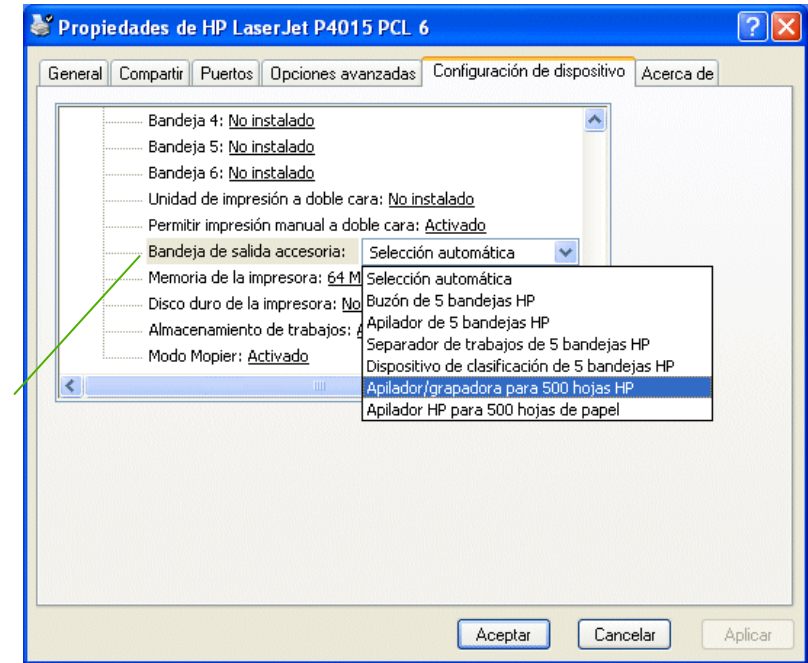 Propiedades de HP LaserJet P4015 PCL 6
General Compartir Puertos Opciones avanzadas Configuración de dispositivo Acerca de
Bandeja 4: No instalado
Bandeja 5: No instalado
Bandeja 6: No instalado
Unidad de impresión a doble cara: No instalado
Permitir impresión manual a doble cara: Activado
Bandeja de salida accesoria: Selección automática
Memoria de la impresora: 64 M
Disco duro de la impresora: No
Almacenamiento de trabajos:
Modo Mopier: Activado
Selección automática
Buzón de 5 bandejas HP
Apilador de 5 bandejas HP
Separador de trabajos de 5 bandejas HP
Dispositivo de clasificación de 5 bandejas HP
Apilador/grapadora para 500 hojas HP
Apilador HP para 500 hojas de papel
Aceptar Cancelar Aplicar